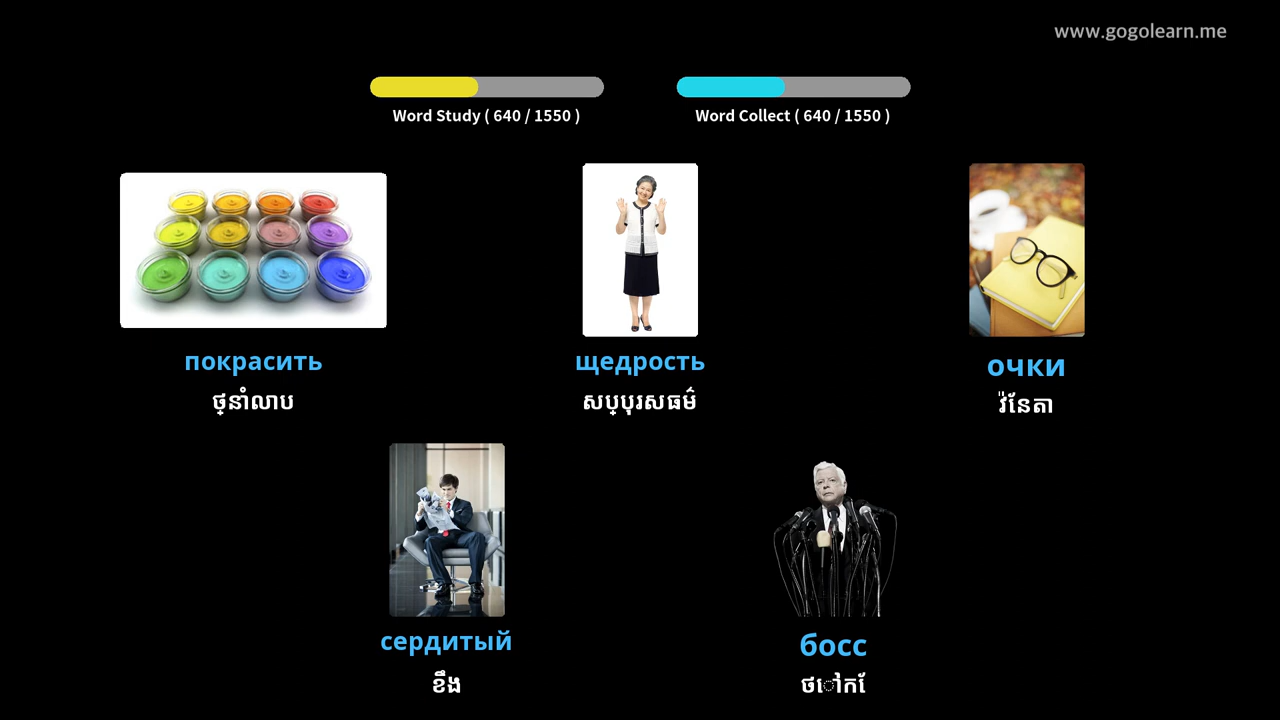 www.gogolearn.me
Word Study ( 640 / 1550 )
Word Collect ( 640 / 1550 )
покрасить
ថ្នាំលាប
щедрость
សប្បុរសធម៌
очки
វ៉នែតា
сердитый
ខឹង
босс
ថៅកែ